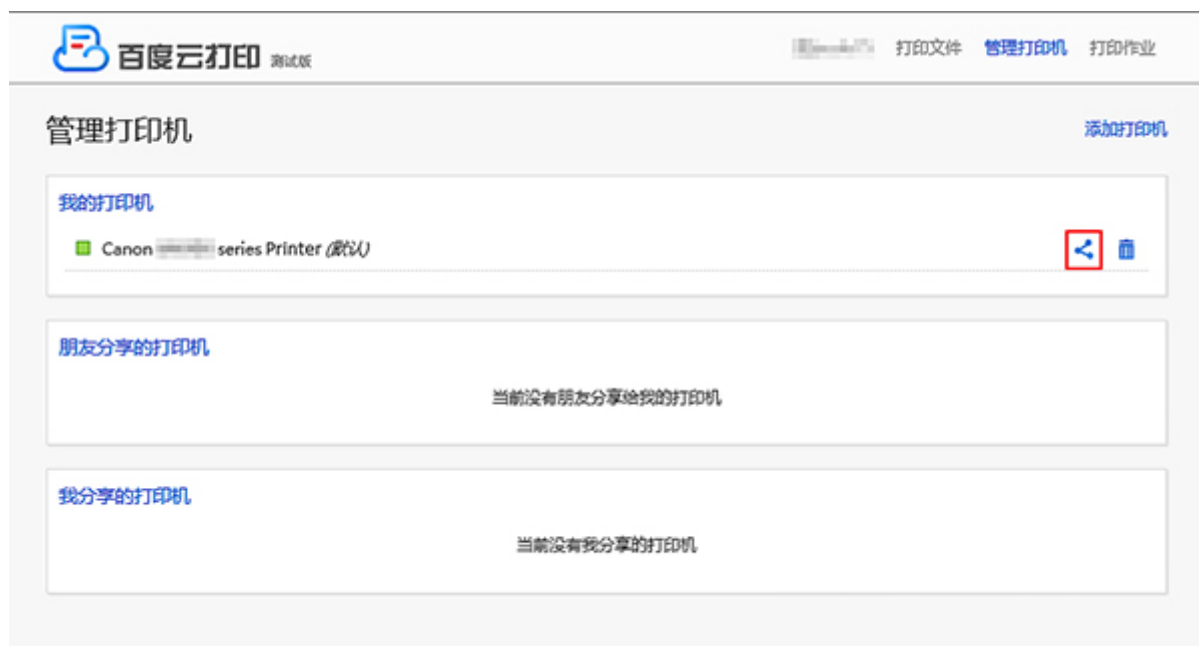 百度云打印 测试版
打印文件 管理打印机 打印作业
管理打印机
添加打印机
我的打印机
Canon series Printer (默认)
朋友分享的打印机
当前没有朋友分享给我的打印机
我分享的打印机
当前没有我分享的打印机